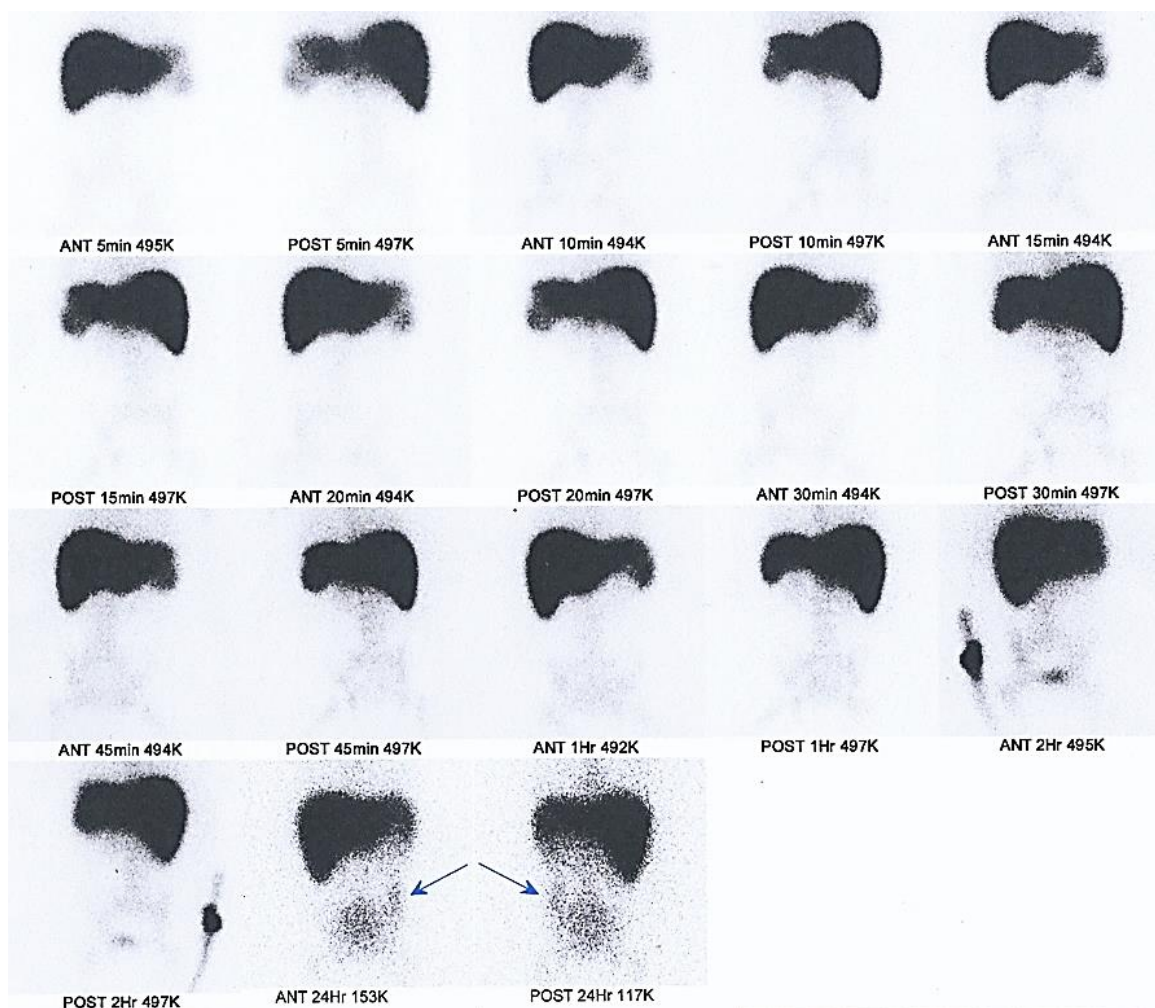 ANT 5min 495K
POST 5min 497K
ANT 10min 494K
POST 10min 497K
ANT 15min 494K
POST 15min 497K
ANT 20min 494K
POST 20min 497K
ANT 30min 494K
POST 30min 497K
ANT 45min 494K
POST 45min 497K
ANT 1Hr 492K
POST 1Hr 497K
ANT 2Hr 495K
POST 2Hr 497K
ANT 24Hr 153K
POST 24Hr 117K